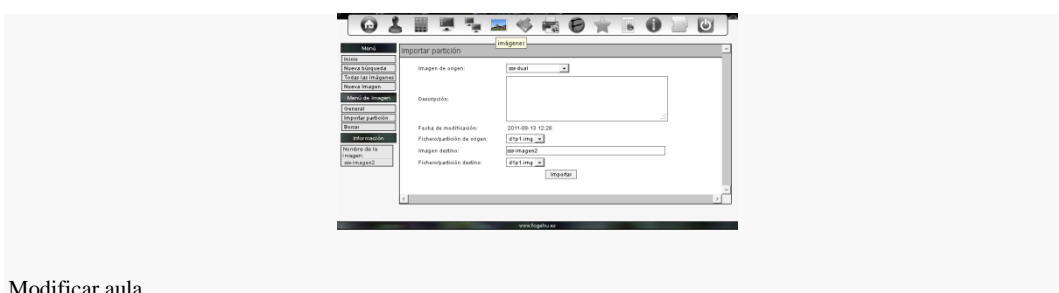 imágenes
Menú
Inicio
Nueva búsqueda
Todas las imágenes
Nueva Imagen
Menú de Imagen
General
Importar partición
Borrar
Información
Nombre de la
imagen:
Importar partición
Imagen de origen:
Descripción:
Fecha de modificación: 2011-09-13 12:28
Fichero/partición de origen: d1p1.img
Imagen destino:
Fichero/partición destino: d1p1.img
Importar
Modificar aula